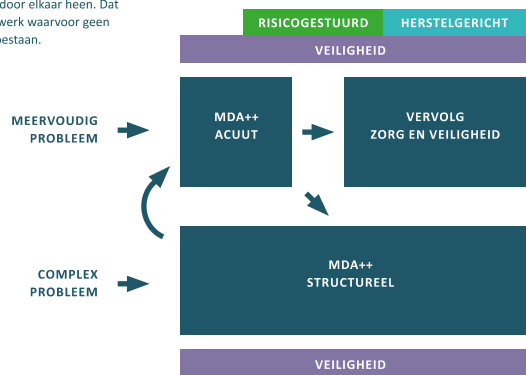 door elkaar heen. Dat
werk waarvoor geen
bestaan.
RISICOGESTUURD
HERSTELGERICHT
VEILIGHEID
MEERVOUDIG
PROBLEEM
MDA++
ACUUT
VERVOLG
ZORG EN VEILIGHEID
COMPLEX
PROBLEEM
MDA++
STRUCTUREEL
VEILIGHEID